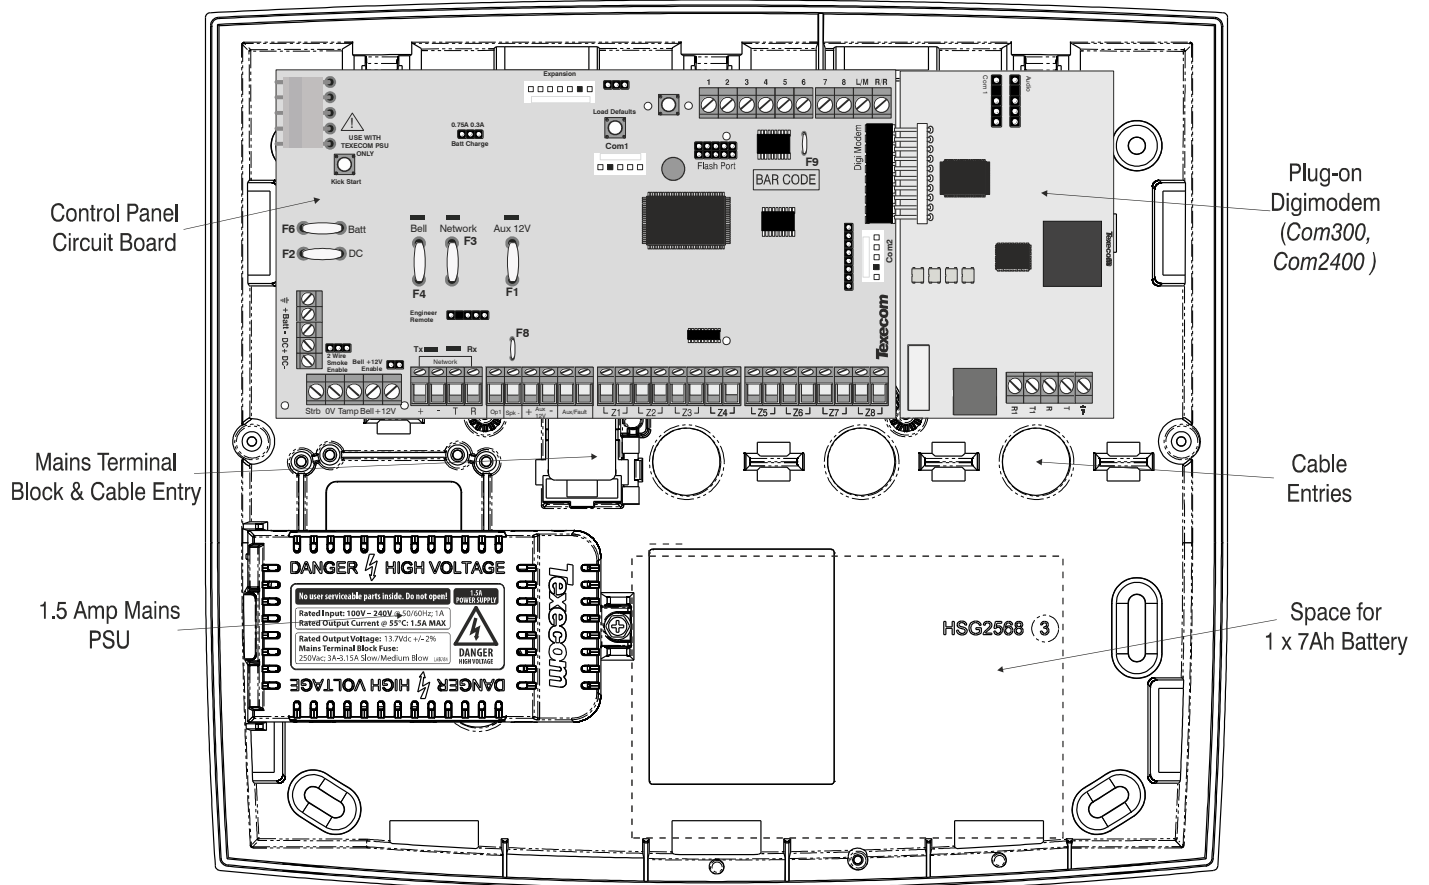 Expansion
1 2 3 4 5 6 7 8 L/M R/R
Com 1
Audio
USE WITH
TEXECOM PSU
ONLY
Kick Start
0.75A 0.3A
Batt Charge
Load Defaults
Com1
Flash Port
F9
BAR CODE
Digi Modem
Control Panel
Circuit Board
Plug-on
Digimodem
(Com300,
Com2400 )
F6 Batt
F2 DC
Bell Network Aux 12V
F3
F4
F1
Com2
Texecom
Texecom
+ Batt - DC+ DC-
Engineer
Remote
F8
Tx Rx
Network
2 Wire
Smoke
Enable
Bell +12V
Enable
Strb 0V Tamp Bell +12V
+ - T R
Op1 Spk - + Aux 12V - Aux/Fault
Z1 Z2 Z3 Z4 Z5 Z6 Z7 Z8
R1 T1 R T
Mains Terminal
Block & Cable Entry
Cable
Entries
1.5 Amp Mains
PSU
DANGER HIGH VOLTAGE
No user serviceable parts inside. Do not open!
1.5A
POWER SUPPLY
Rated Input: 100V – 240V @ 50/60Hz; 1A
Rated Output Current @ 55°C: 1.5A MAX
Rated Output Voltage: 13.7Vdc +/– 2%
Mains Terminal Block Fuse:
250Vac; 3A-3.15A Slow/Medium Blow
DANGER
HIGH VOLTAGE
DANGER HIGH VOLTAGE
Texecom
HSG2568 3
Space for
1 x 7Ah Battery